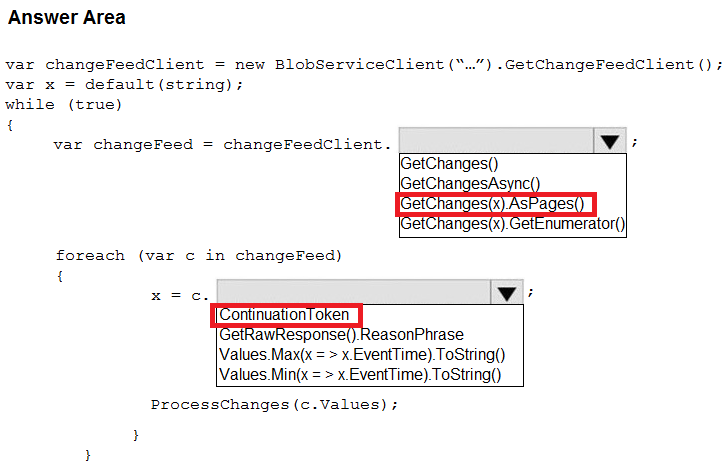 Answer Area
var changeFeedClient = new BlobServiceClient(“…”).GetChangeFeedClient();
var x = default(string);
while (true)
{
var changeFeed = changeFeedClient. ;
GetChanges()
GetChangesAsync()
GetChanges(x).AsPages()
GetChanges(x).GetEnumerator()
foreach (var c in changeFeed)
{
x = c. ;
ContinuationToken
GetRawResponse().ReasonPhrase
Values.Max(x = > x.EventTime).ToString()
Values.Min(x = > x.EventTime).ToString()
ProcessChanges(c.Values);
}
}